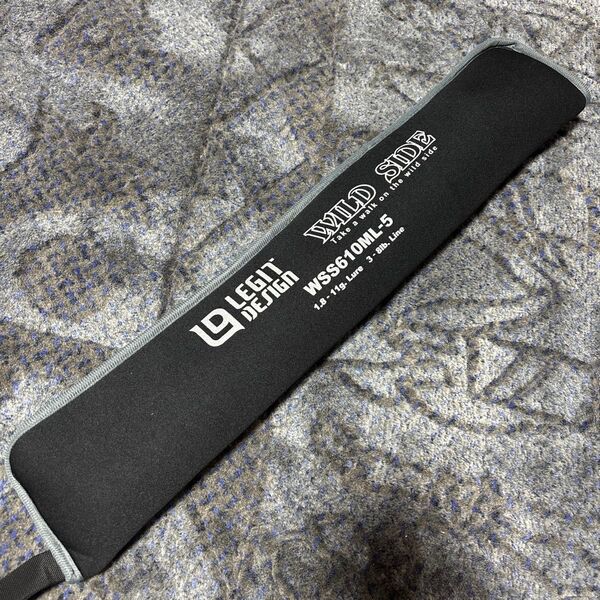 LEGIT
DESIGN
WILD SIDE
Take a walk on the wild side
WSS610ML-5
1.8 - 11g. Lure 3 - 8lb. Line